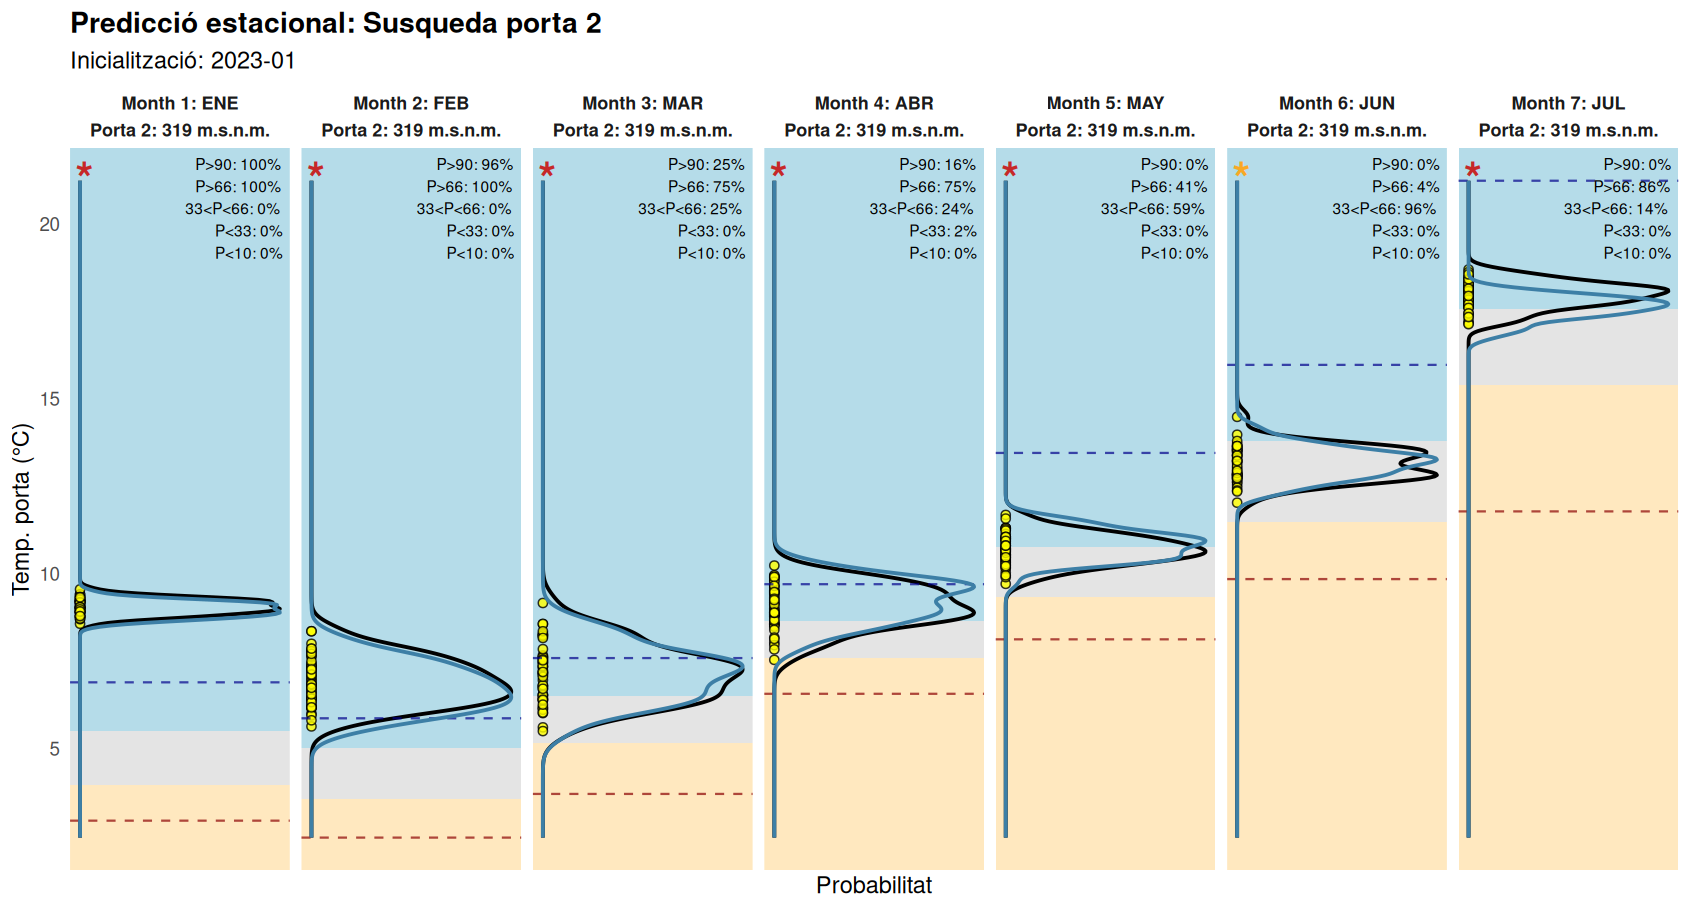 Predicció estacional: Susqueda porta 2
Inicialització: 2023-01
Month 1: ENE
Porta 2: 319 m.s.n.m.
Month 2: FEB
Porta 2: 319 m.s.n.m.
Month 3: MAR
Porta 2: 319 m.s.n.m.
Month 4: ABR
Porta 2: 319 m.s.n.m.
Month 5: MAY
Porta 2: 319 m.s.n.m.
Month 6: JUN
Porta 2: 319 m.s.n.m.
Month 7: JUL
Porta 2: 319 m.s.n.m.
*
P>90: 100%
P>66: 100%
33<P<66: 0%
P<33: 0%
P<10: 0%
*
P>90: 96%
P>66: 100%
33<P<66: 0%
P<33: 0%
P<10: 0%
*
P>90: 25%
P>66: 75%
33<P<66: 25%
P<33: 0%
P<10: 0%
*
P>90: 16%
P>66: 75%
33<P<66: 24%
P<33: 2%
P<10: 0%
*
P>90: 0%
P>66: 41%
33<P<66: 59%
P<33: 0%
P<10: 0%
*
P>90: 0%
P>66: 4%
33<P<66: 96%
P<33: 0%
P<10: 0%
*
P>90: 0%
P>66: 86%
33<P<66: 14%
P<33: 0%
P<10: 0%
20
15
10
5
Temp. porta (°C)
Probabilitat